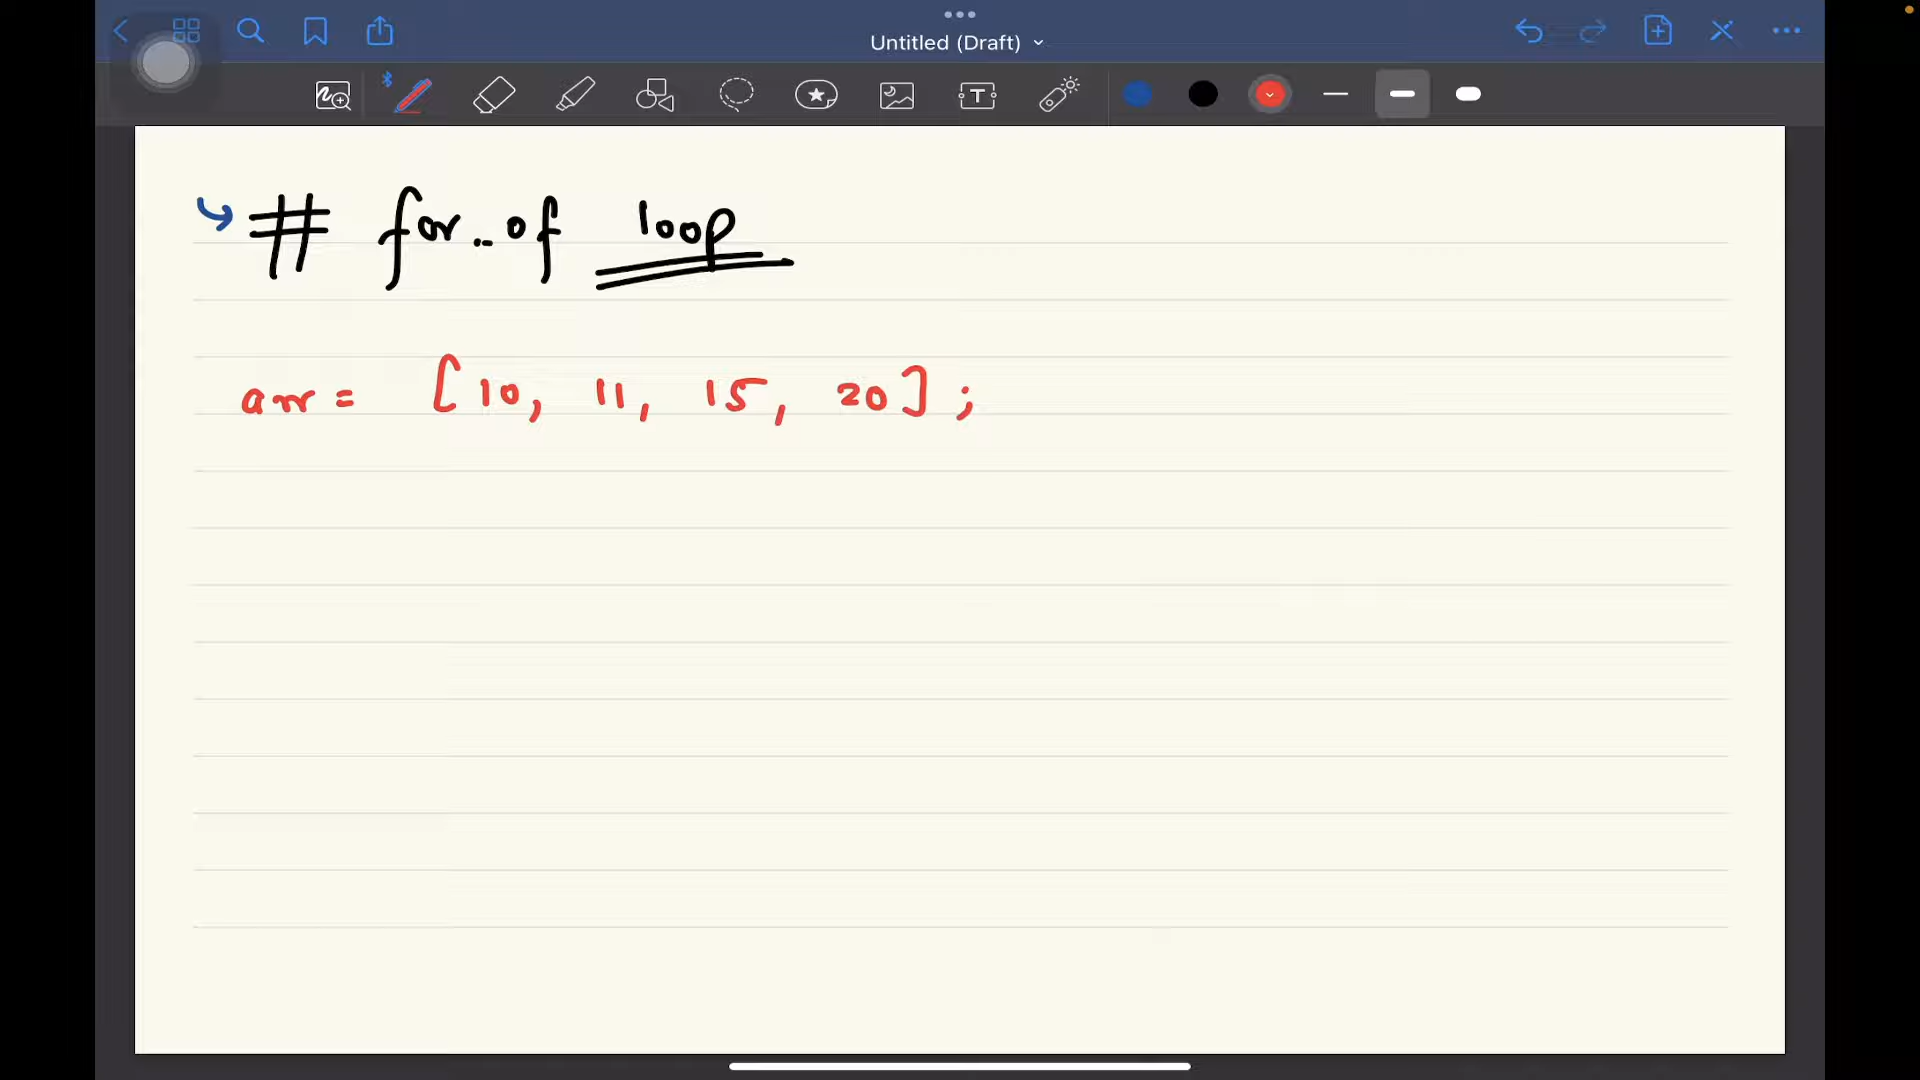 Untitled (Draft)
# for..of loop
arr = [10, 11, 15, 20];